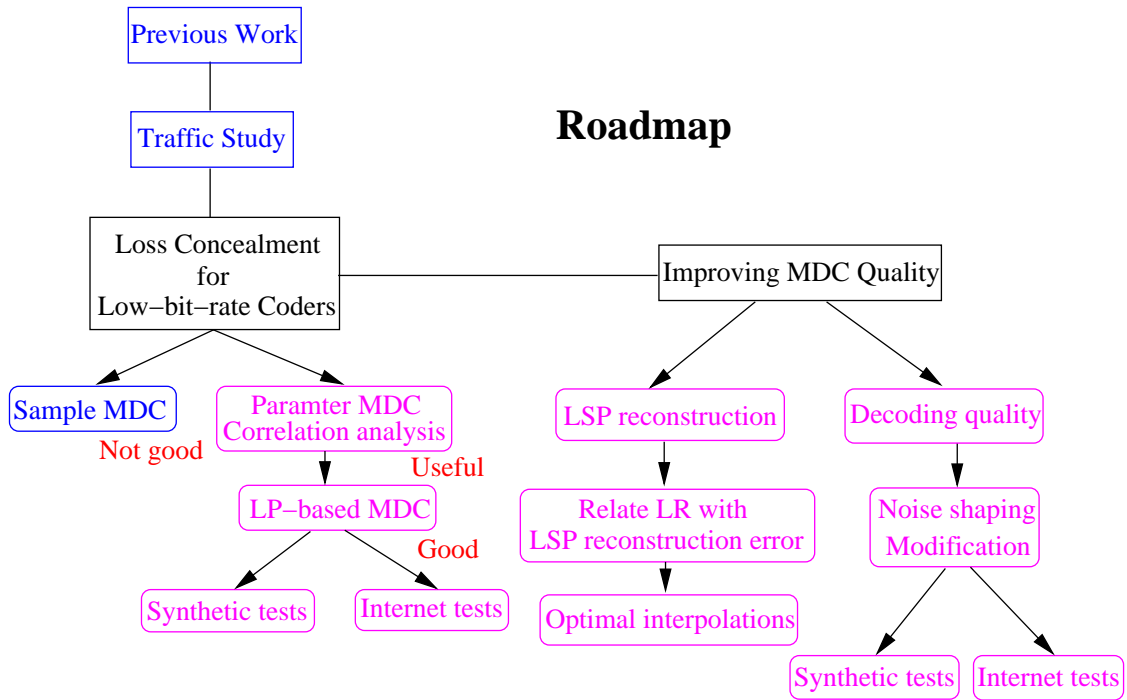 Previous Work
Roadmap
Traffic Study
Loss Concealment
for
Low−bit−rate Coders
Improving MDC Quality
Sample MDC
Not good
Paramter MDC
Correlation analysis
Useful
LP−based MDC
Good
Synthetic tests
Internet tests
LSP reconstruction
Relate LR with
LSP reconstruction error
Optimal interpolations
Decoding quality
Noise shaping
Modification
Synthetic tests
Internet tests